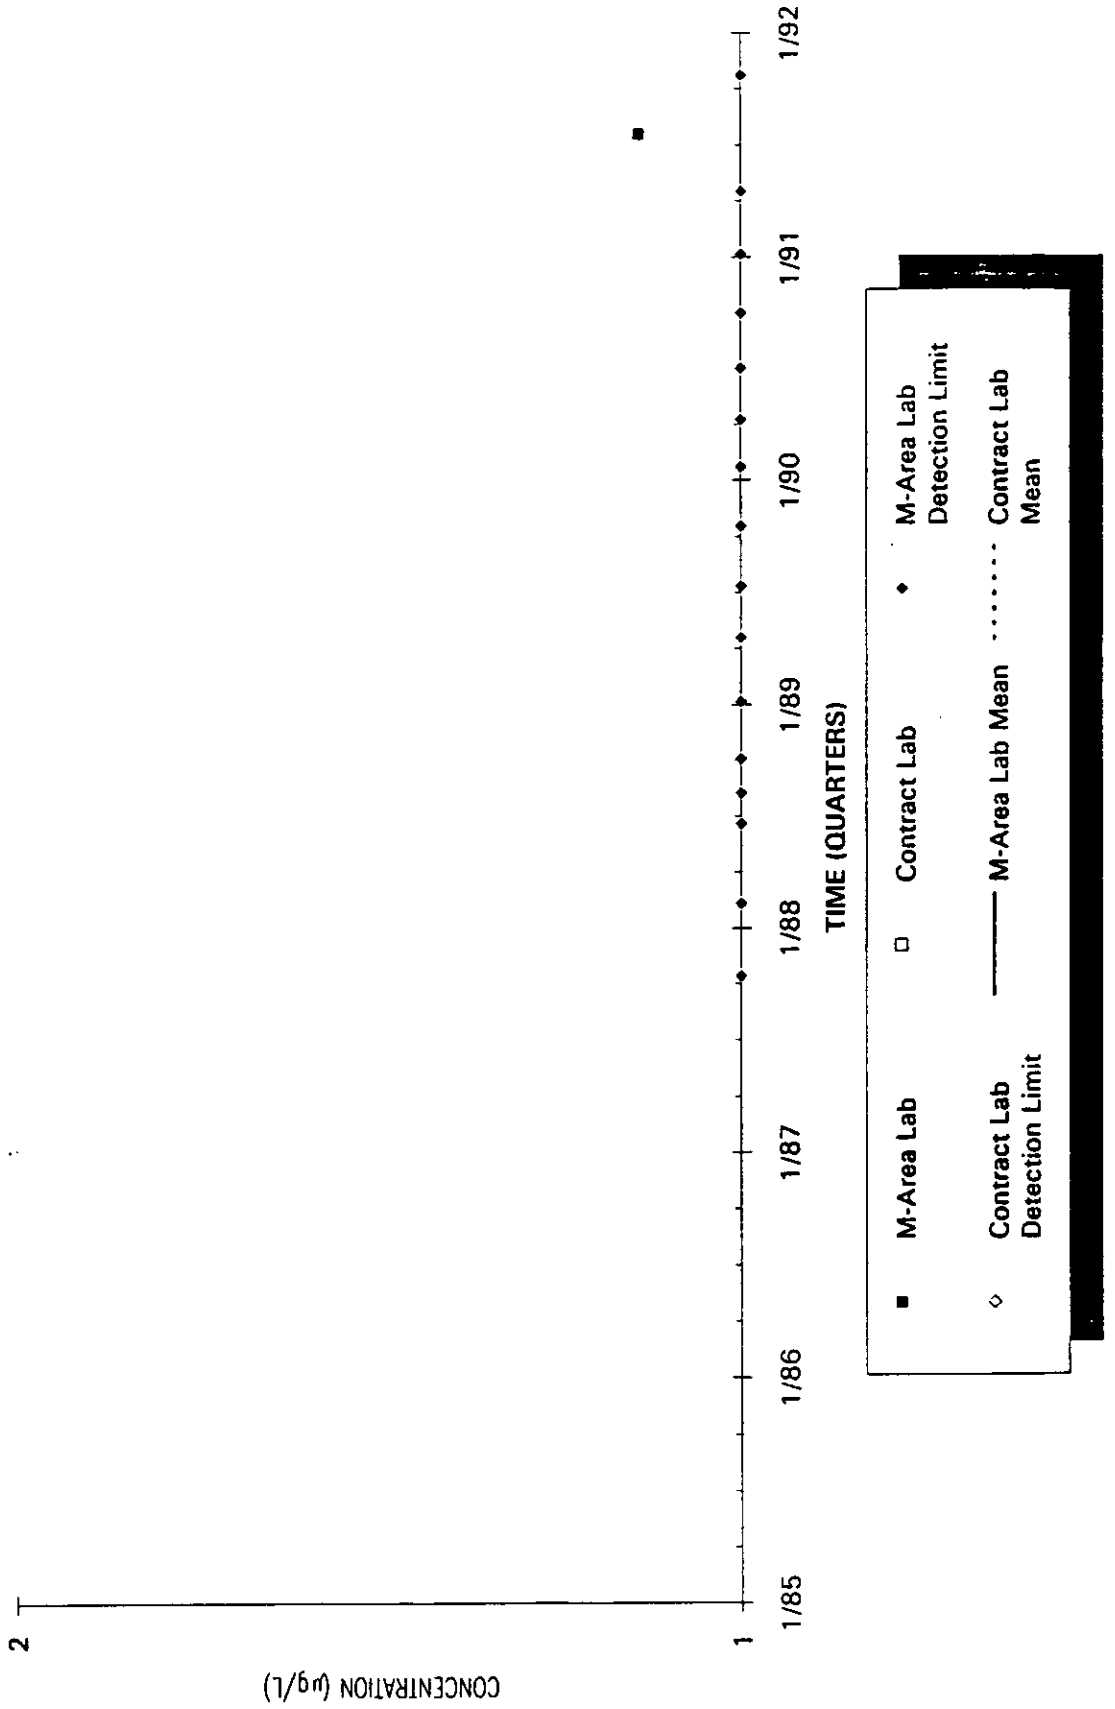 2
CONCENTRATION (µg/L)
1
1/85
1/86
1/87
1/88
1/89
1/90
1/91
1/92
TIME (QUARTERS)
M-Area Lab
Contract Lab
M-Area Lab
Detection Limit
Contract Lab
Detection Limit
M-Area Lab Mean
Contract Lab
Mean